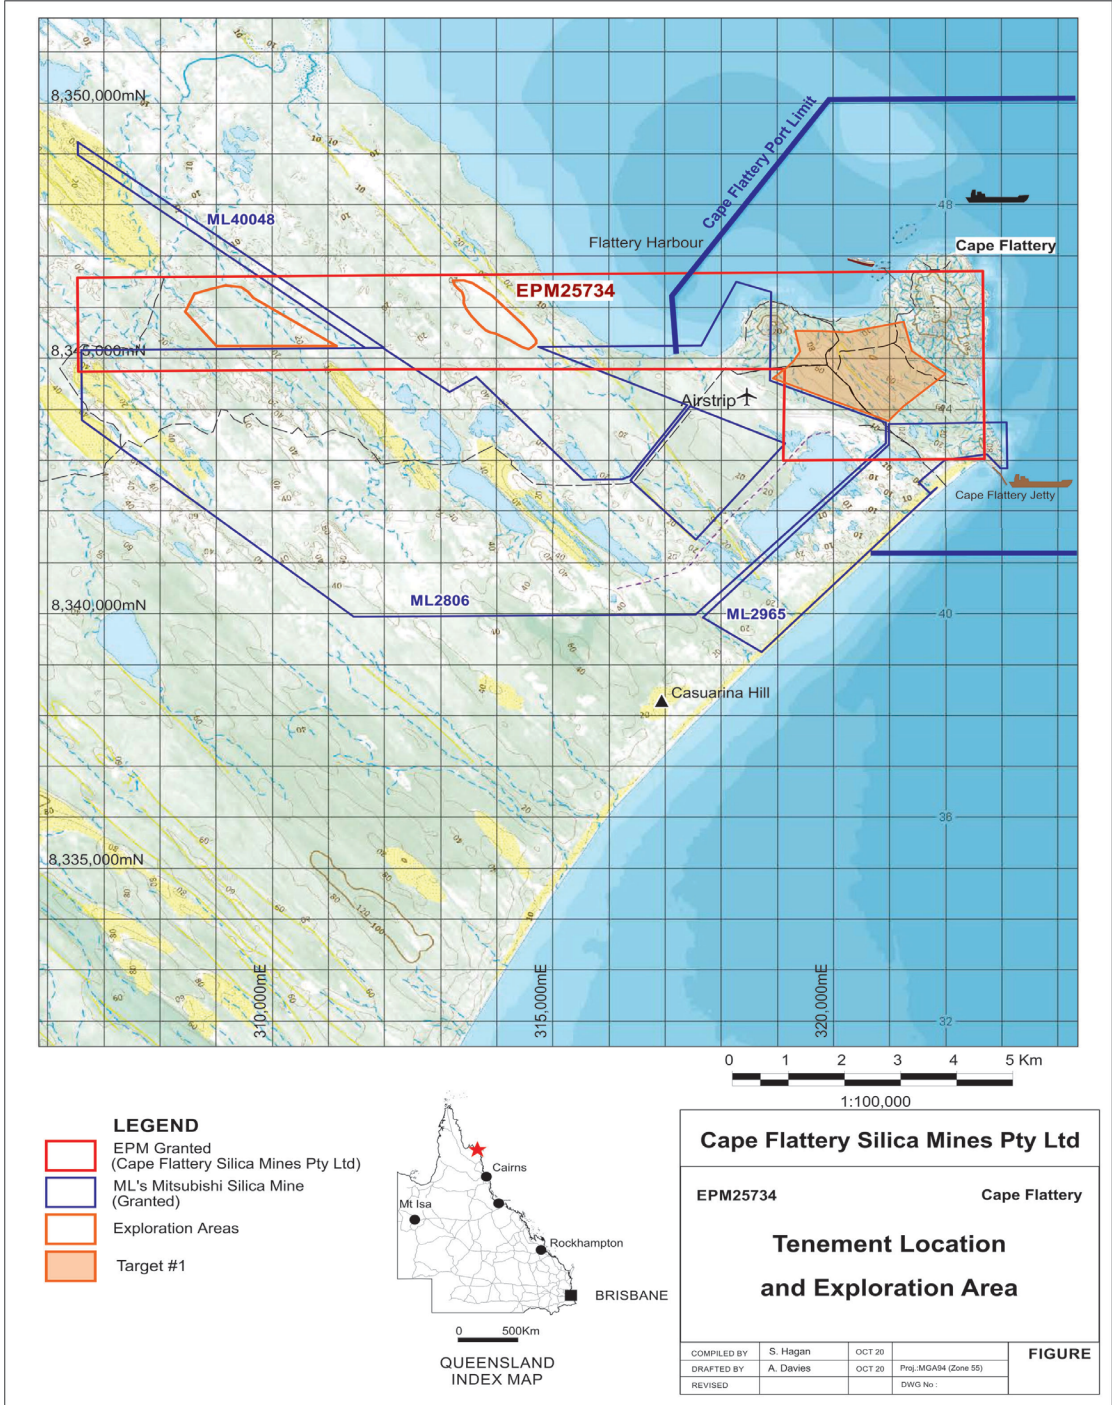 8,350,000mN
Cape Flattery Port Limit
48
ML40048
Flattery Harbour
Cape Flattery
EPM25734
8,345,000mN
Airstrip
Cape Flattery Jetty
8,340,000mN
ML2806
ML2965
40
Casuarina Hill
8,335,000mN
310,000mE
315,000mE
320,000mE
32
0 1 2 3 4 5 Km
1:100,000
LEGEND
EPM Granted
(Cape Flattery Silica Mines Pty Ltd)
ML's Mitsubishi Silica Mine
(Granted)
Exploration Areas
Target #1
Cairns
Mt Isa
Rockhampton
BRISBANE
0 500Km
QUEENSLAND
INDEX MAP
Cape Flattery Silica Mines Pty Ltd
EPM25734 Cape Flattery
Tenement Location
and Exploration Area
COMPILED BY S. Hagan OCT 20
DRAFTED BY A. Davies OCT 20 Proj.:MGA94 (Zone 55)
REVISED DWG No :
FIGURE